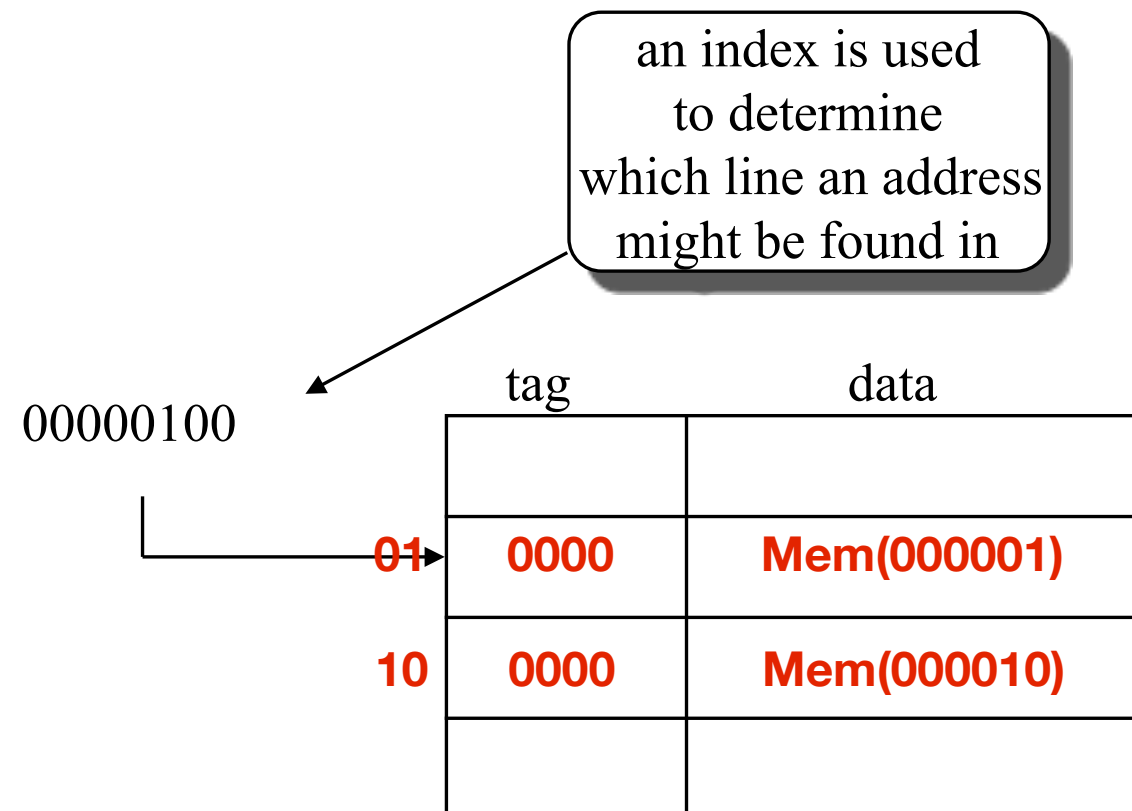 an index is used
to determine
which line an address
might be found in
tag data
00000100
01 0000 Mem(000001)
10 0000 Mem(000010)